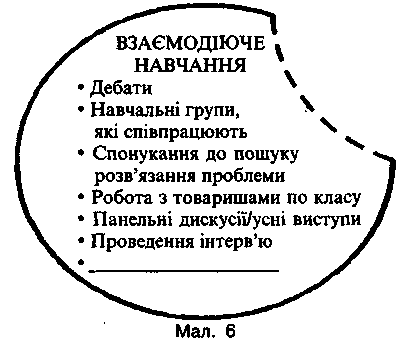 ВЗАЄМОДІЮЧЕ
НАВЧАННЯ
• Дебати
• Навчальні групи,
які співпрацюють
• Спонукання до пошуку
розв'язання проблеми
• Робота з товаришами по класу
• Панельні дискусії/усні виступи
• Проведення інтерв'ю
• ____________________
Мал. 6